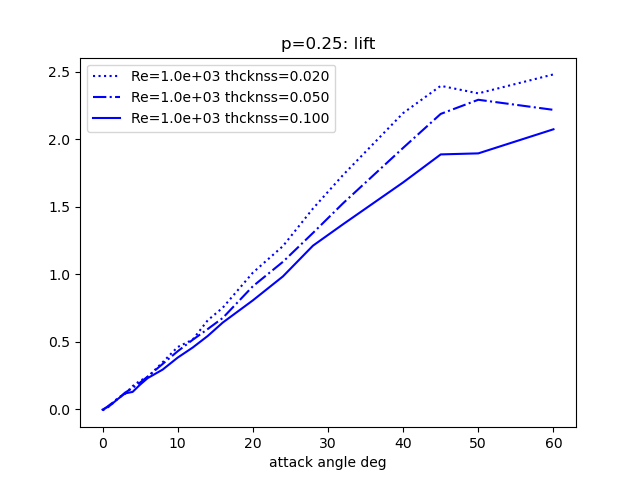 p=0.25: lift
Re=1.0e+03 thcknss=0.020
Re=1.0e+03 thcknss=0.050
Re=1.0e+03 thcknss=0.100
2.5
2.0
1.5
1.0
0.5
0.0
0 10 20 30 40 50 60
attack angle deg